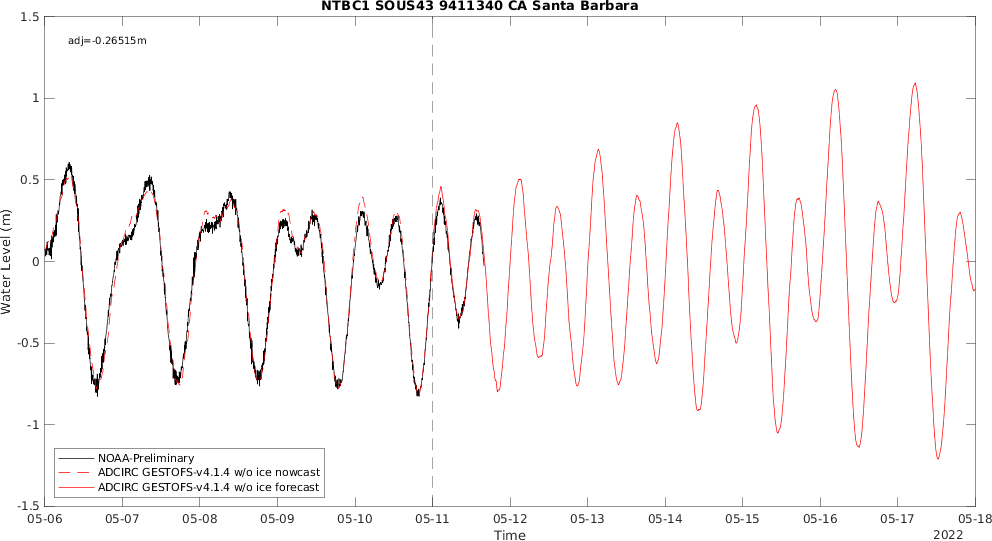 NTBC1 SOUS43 9411340 CA Santa Barbara
adj=-0.26515m
1.5
1
0.5
0
-0.5
-1
-1.5
Water Level (m)
NOAA-Preliminary
ADCIRC GESTOFS-v4.1.4 w/o ice nowcast
ADCIRC GESTOFS-v4.1.4 w/o ice forecast
05-06 05-07 05-08 05-09 05-10 05-11 05-12 05-13 05-14 05-15 05-16 05-17 05-18
Time
2022